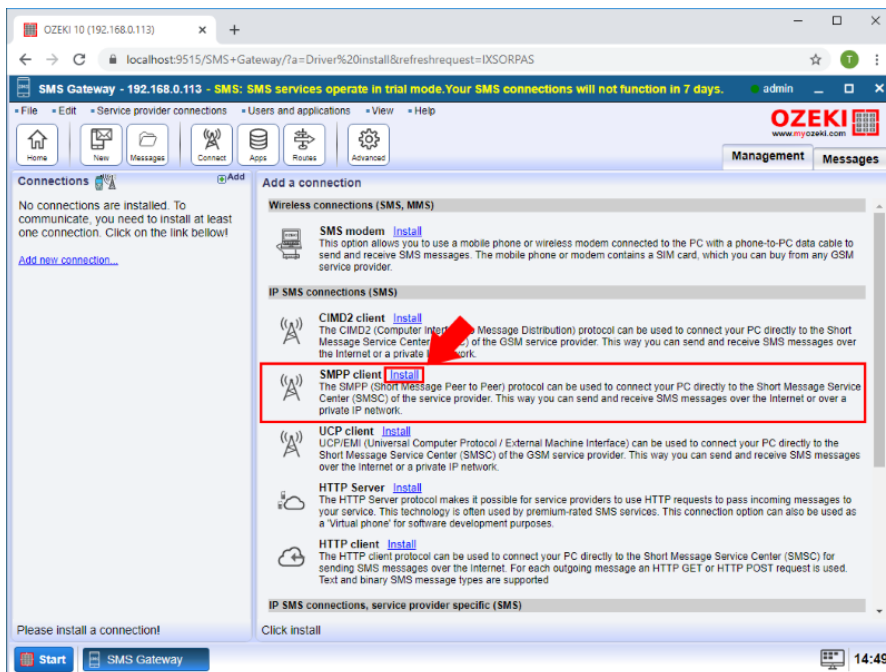 OZEKI 10 (192.168.0.113)
localhost:9515/SMS+Gateway/?a=Driver%20install&refreshrequest=IXSORPAS
T
SMS Gateway - 192.168.0.113 - SMS: SMS services operate in trial mode.Your SMS connections will not function in 7 days.
admin
File Edit Service provider connections Users and applications View Help
OZEKI
www.myozeki.com
Home New Messages Connect Apps Routes Advanced
Management Messages
Connections Add
No connections are installed. To
communicate, you need to install at least
one connection. Click on the link bellow!
Add new connection...
Please install a connection!
Add a connection
Wireless connections (SMS, MMS)
SMS modem Install
This option allows you to use a mobile phone or wireless modem connected to the PC with a phone-to-PC data cable to
send and receive SMS messages. The mobile phone or modem contains a SIM card, which you can buy from any GSM
service provider.
IP SMS connections (SMS)
CIMD2 client Install
The CIMD2 (Computer Message Distribution) protocol can be used to connect your PC directly to the Short
Message Service Center of the GSM service provider. This way you can send and receive SMS messages over
the Internet or a private
SMPP client Install
The SMPP (Short Message Peer to Peer) protocol can be used to connect your PC directly to the Short Message Service
Center (SMSC) of the service provider. This way you can send and receive SMS messages over the Internet or over a
private IP network.
UCP client Install
UCP/EMI (Universal Computer Protocol / External Machine Interface) can be used to connect your PC directly to the
Short Message Service Center (SMSC) of the GSM service provider. This way you can send and receive SMS messages
over the Internet or a private IP network.
HTTP Server Install
The HTTP Server protocol makes it possible for service providers to use HTTP requests to pass incoming messages to
your service. This technology is often used by premium-rated SMS services. This connection option can also be used as
a 'Virtual phone' for software development purposes.
HTTP client Install
The HTTP client protocol can be used to connect your PC directly to the Short Message Service Center (SMSC) for
sending SMS messages over the Internet. For each outgoing message an HTTP GET or HTTP POST request is used.
Text and binary SMS message types are supported
IP SMS connections, service provider specific (SMS)
Click install
Start SMS Gateway 14:49